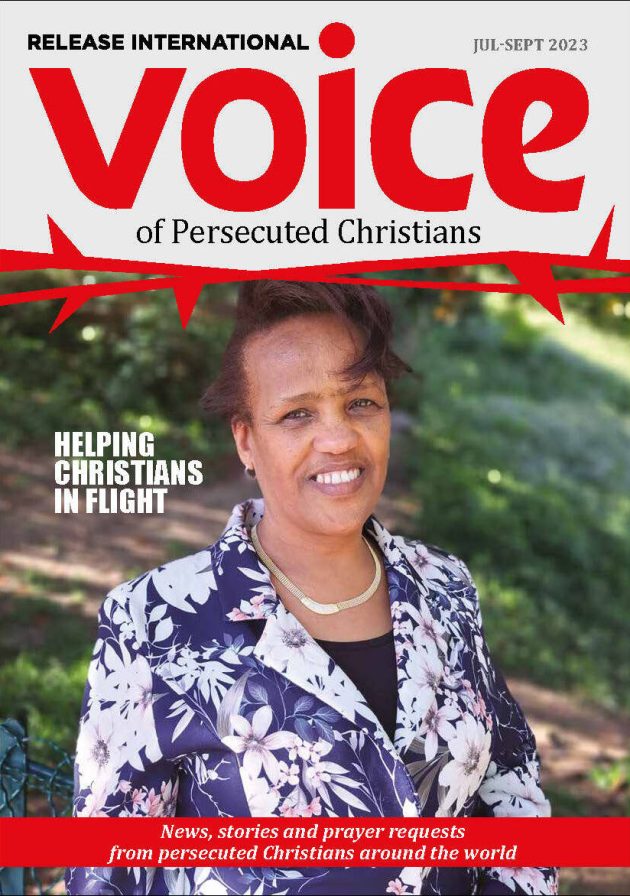 RELEASE INTERNATIONAL
JUL-SEPT 2023
voice
of Persecuted Christians
HELPING
CHRISTIANS
IN FLIGHT
News, stories and prayer requests
from persecuted Christians around the world